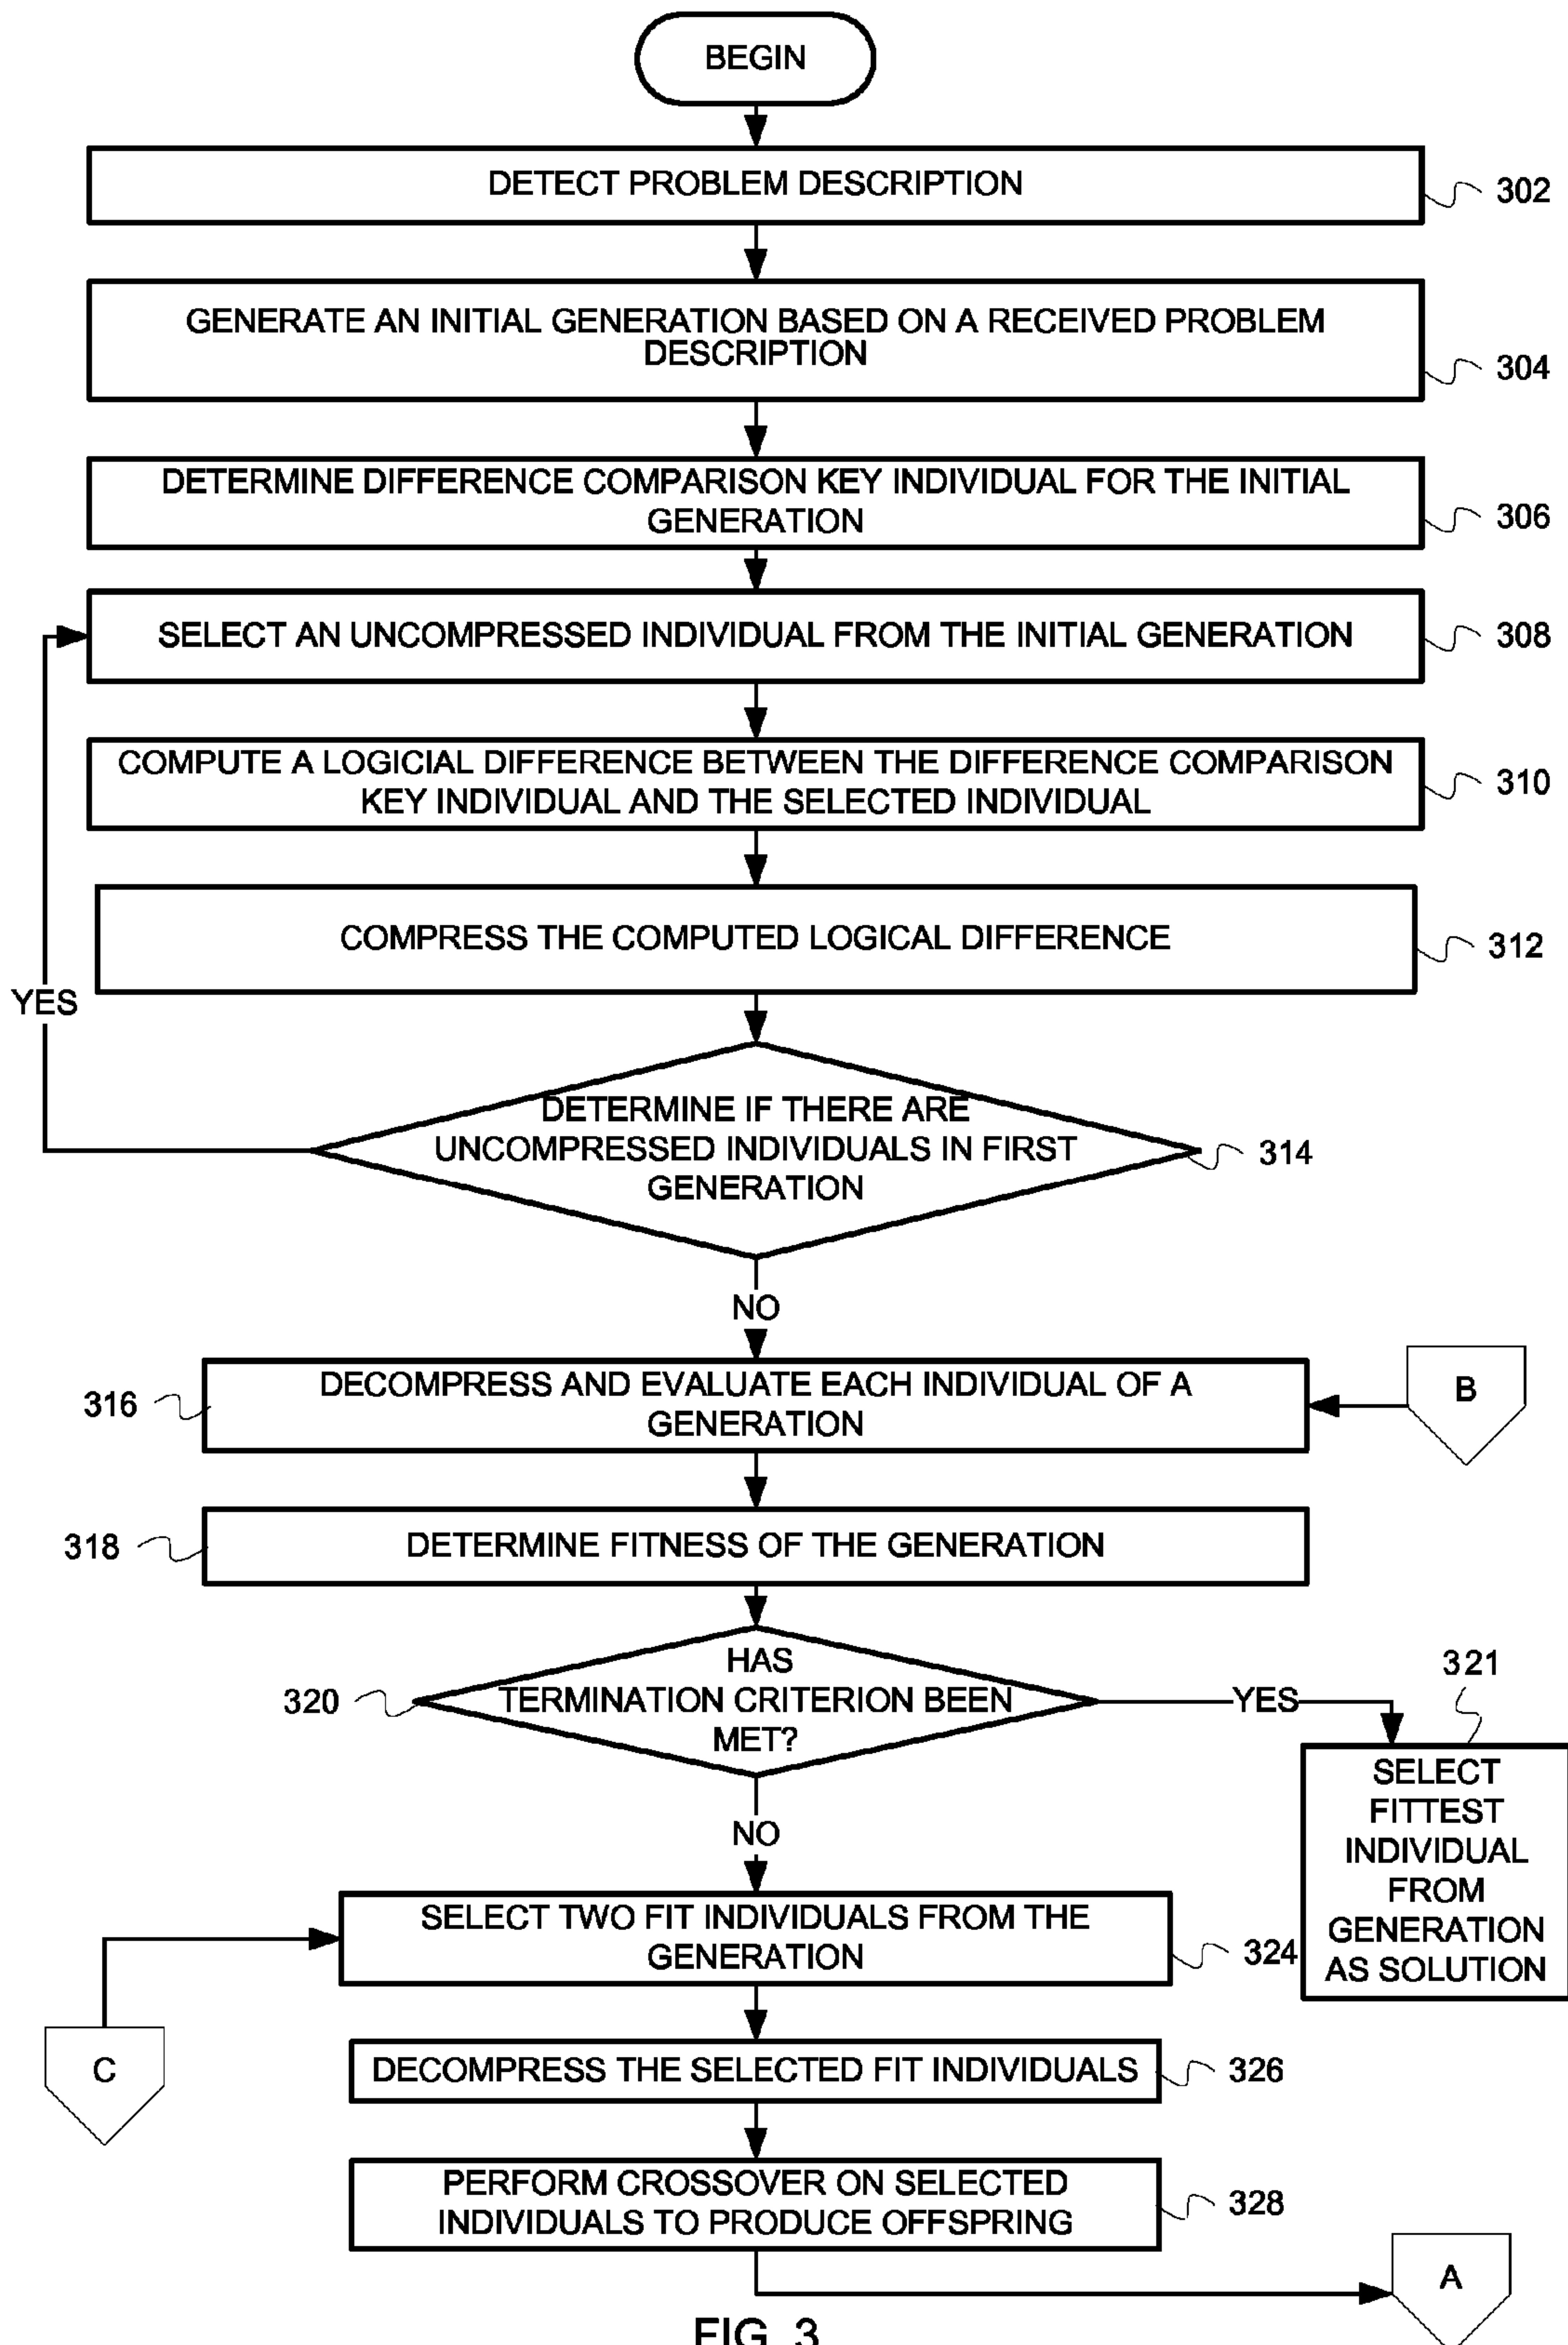 BEGIN
DETECT PROBLEM DESCRIPTION
302
GENERATE AN INITIAL GENERATION BASED ON A RECEIVED PROBLEM
DESCRIPTION
304
DETERMINE DIFFERENCE COMPARISON KEY INDIVIDUAL FOR THE INITIAL
GENERATION
306
SELECT AN UNCOMPRESSED INDIVIDUAL FROM THE INITIAL GENERATION
308
COMPUTE A LOGICIAL DIFFERENCE BETWEEN THE DIFFERENCE COMPARISON
KEY INDIVIDUAL AND THE SELECTED INDIVIDUAL
310
COMPRESS THE COMPUTED LOGICAL DIFFERENCE
312
YES
DETERMINE IF THERE ARE
UNCOMPRESSED INDIVIDUALS IN FIRST
GENERATION
314
NO
316
DECOMPRESS AND EVALUATE EACH INDIVIDUAL OF A
GENERATION
B
318
DETERMINE FITNESS OF THE GENERATION
320
HAS
TERMINATION CRITERION BEEN
MET?
YES
321
SELECT
FITTEST
INDIVIDUAL
FROM
GENERATION
AS SOLUTION
NO
SELECT TWO FIT INDIVIDUALS FROM THE
GENERATION
324
C
DECOMPRESS THE SELECTED FIT INDIVIDUALS
326
PERFORM CROSSOVER ON SELECTED
INDIVIDUALS TO PRODUCE OFFSPRING
328
A
FIG. 3